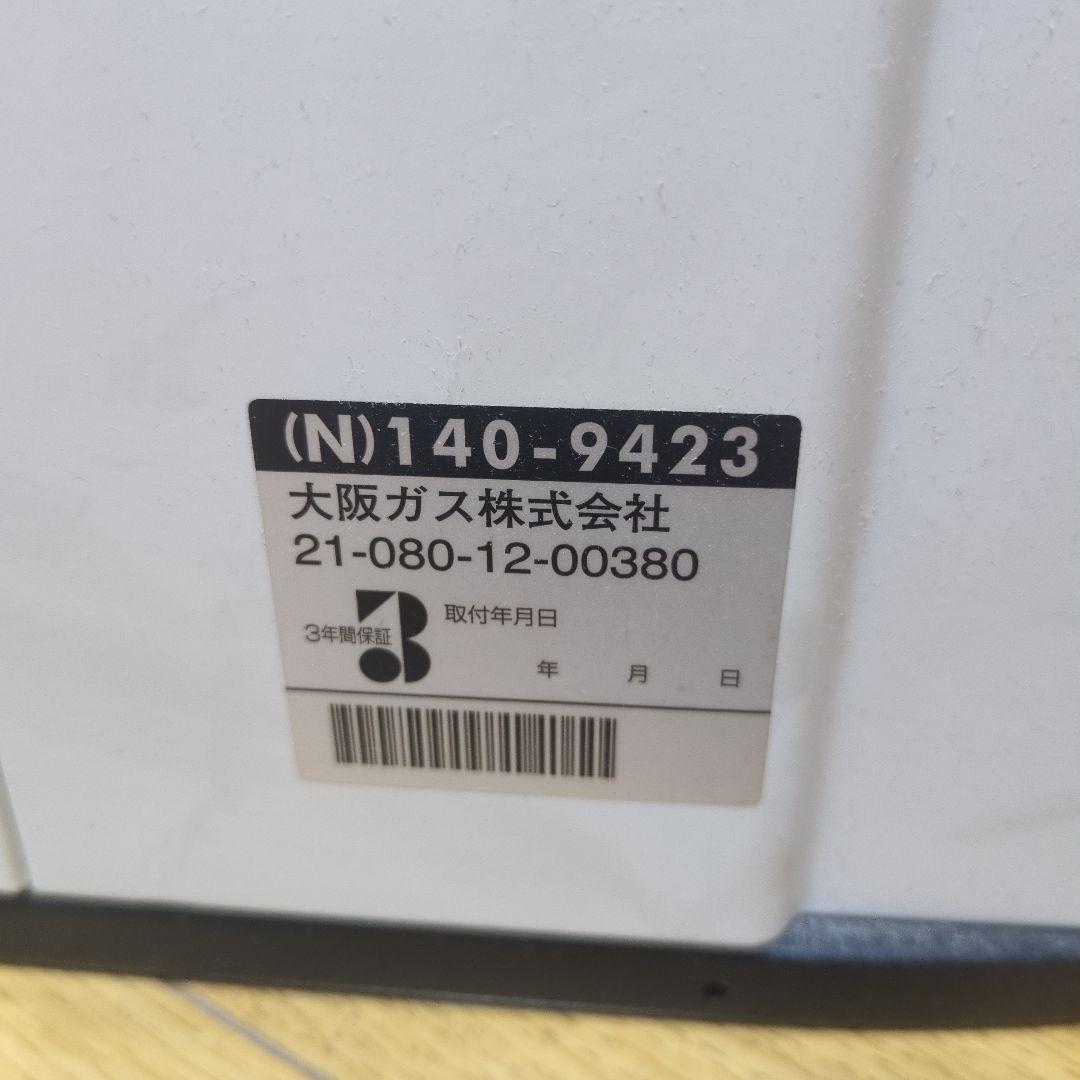 (N)140-9423
大阪ガス株式会社
21-080-12-00380
3年間保証
取付年月日
年 月 日